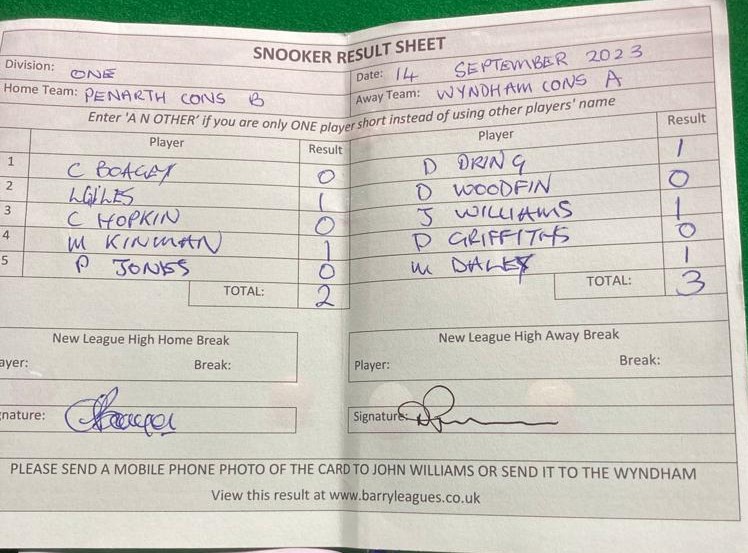 SNOOKER RESULT SHEET
Division: ONE Date: 14 SEPTEMBER 2023
Home Team: PENARTH CONS B Away Team: WYNDHAM CONS A
Enter 'A N OTHER' if you are only ONE player short instead of using other players' name
Player Result Player Result
1 C BOAGEY 0 D DRING 1
2 L GILES 1 D WOODFIN 0
3 C HOPKIN 0 J WILLIAMS 1
4 M KINMAN 1 D GRIFFITHS 0
5 P JONES 0 M DALEY 1
TOTAL: 2 TOTAL: 3
New League High Home Break New League High Away Break
ayer: Break: Player: Break:
gnature: Signature:
PLEASE SEND A MOBILE PHONE PHOTO OF THE CARD TO JOHN WILLIAMS OR SEND IT TO THE WYNDHAM
View this result at www.barryleagues.co.uk